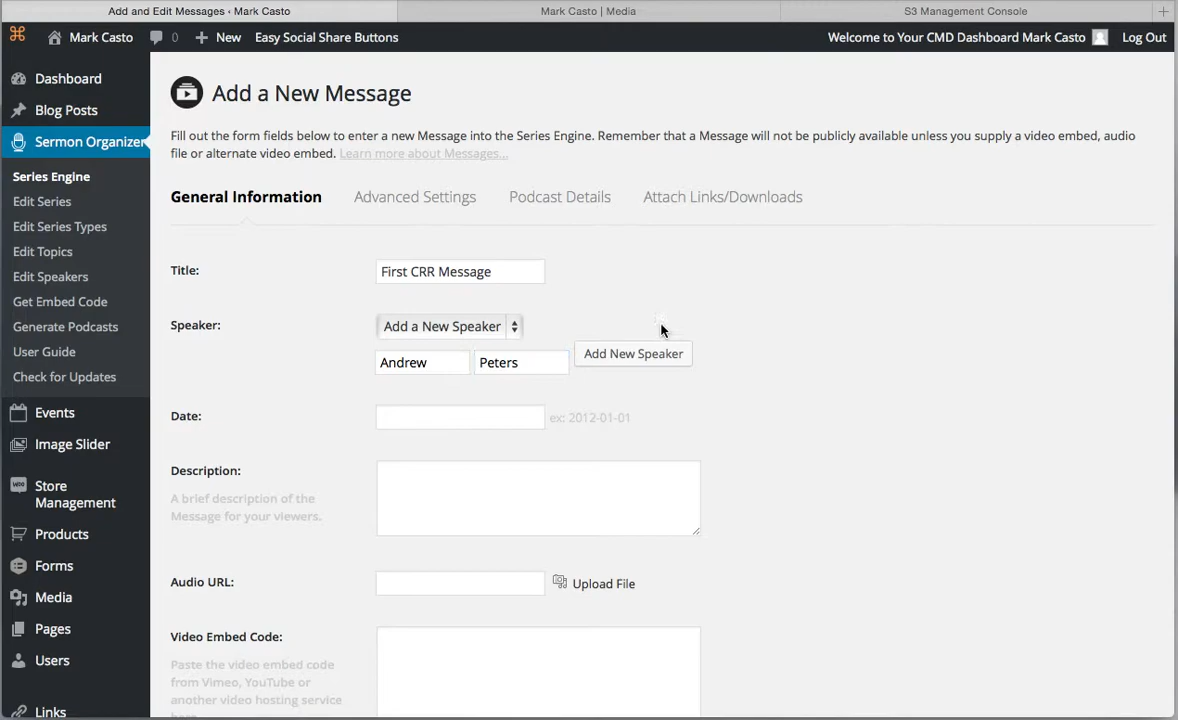 Add and Edit Messages ‹ Mark Casto
Mark Casto | Media
S3 Management Console
Mark Casto
0
New
Easy Social Share Buttons
Welcome to Your CMD Dashboard Mark Casto
Log Out
Dashboard
Blog Posts
Sermon Organizer
Series Engine
Edit Series
Edit Series Types
Edit Topics
Edit Speakers
Get Embed Code
Generate Podcasts
User Guide
Check for Updates
Events
Image Slider
Store
Management
Products
Forms
Media
Pages
Users
Links
Add a New Message
Fill out the form fields below to enter a new Message into the Series Engine. Remember that a Message will not be publicly available unless you supply a video embed, audio
file or alternate video embed. Learn more about Messages...
General Information
Advanced Settings
Podcast Details
Attach Links/Downloads
Title:
First CRR Message
Speaker:
Add a New Speaker
Andrew
Peters
Add New Speaker
Date:
ex: 2012-01-01
Description:
A brief description of the
Message for your viewers.
Audio URL:
Upload File
Video Embed Code:
Paste the video embed code
from Vimeo, YouTube or
another video hosting service
here.